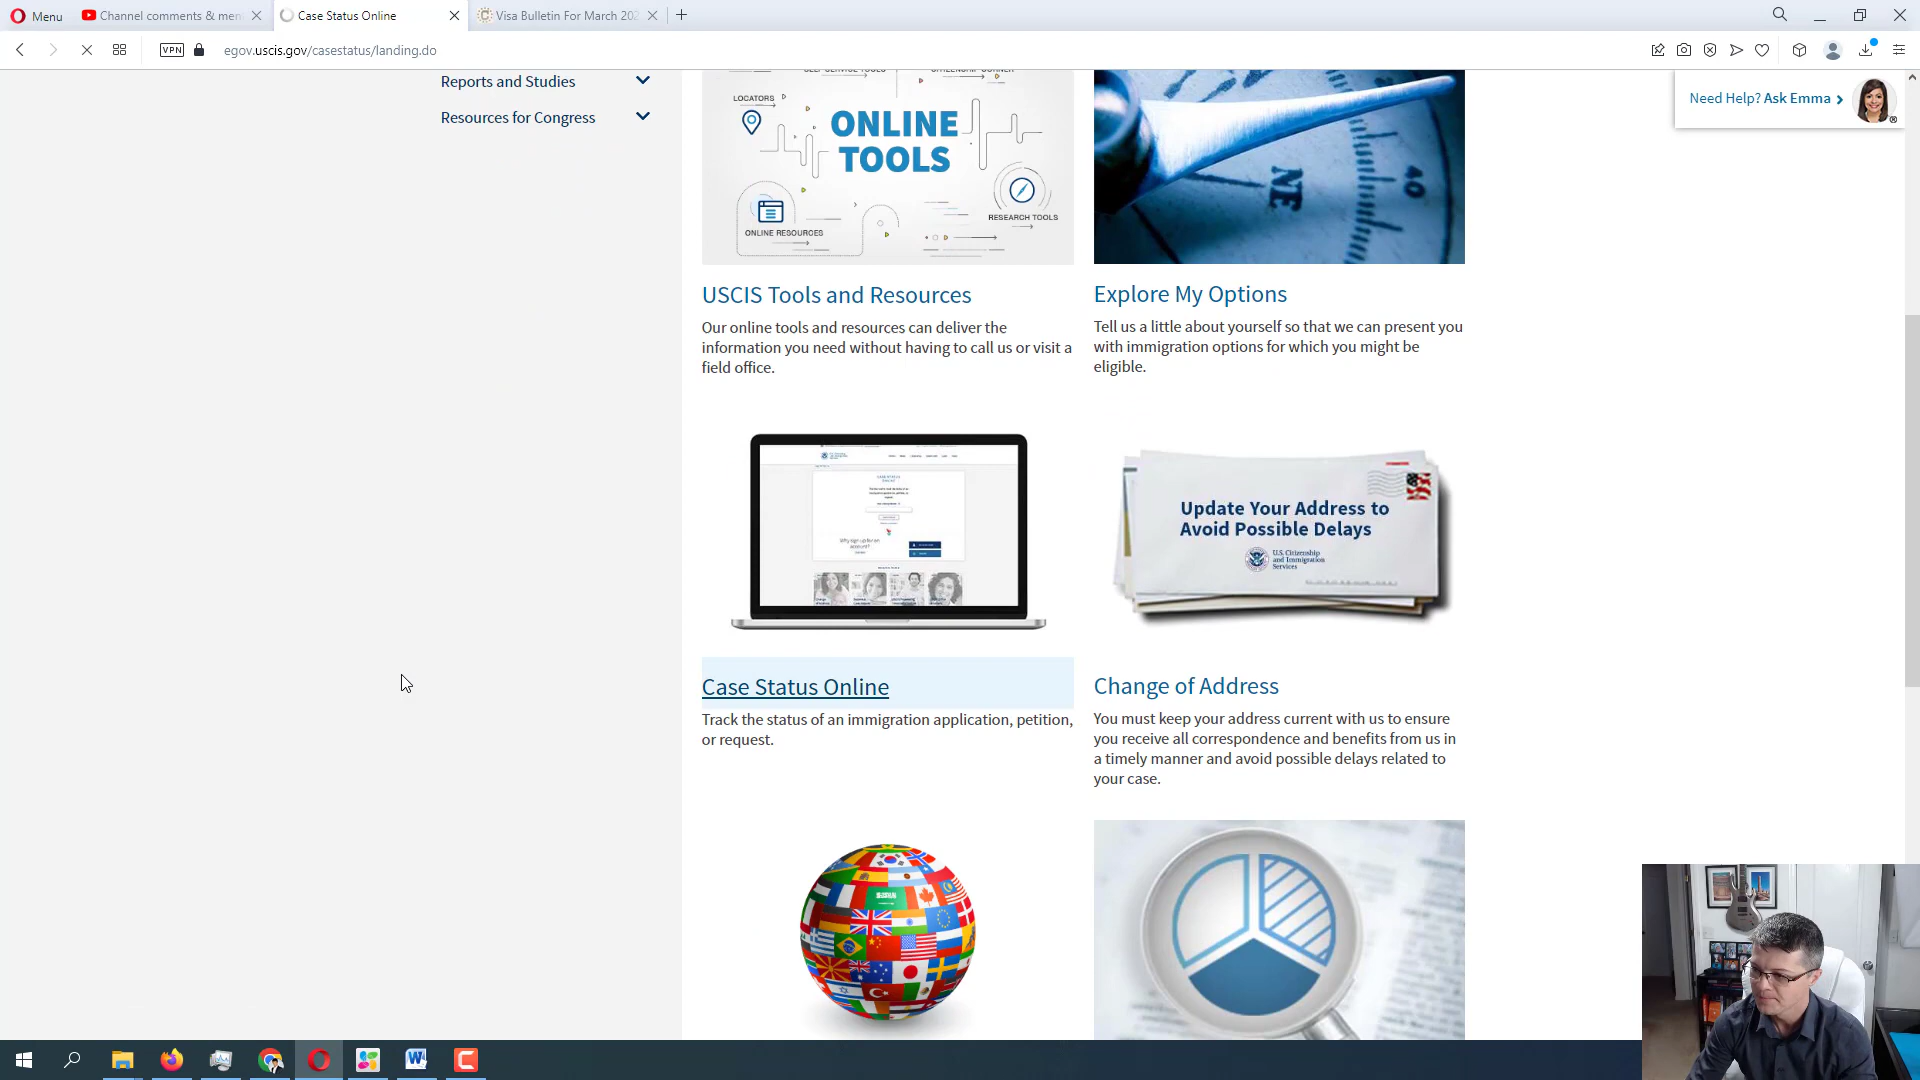 Menu
Channel comments & men
Case Status Online
Visa Bulletin For March 202
VPN
egov.uscis.gov/casestatus/landing.do
Reports and Studies
Resources for Congress
Need Help? Ask Emma
LOCATORS
ONLINE
TOOLS
ONLINE RESOURCES
RESEARCH TOOLS
NE
40
USCIS Tools and Resources
Our online tools and resources can deliver the
information you need without having to call us or visit a
field office.
Explore My Options
Tell us a little about yourself so that we can present you
with immigration options for which you might be
eligible.
Update Your Address to
Avoid Possible Delays
U.S. Citizenship
and Immigration
Services
Case Status Online
Track the status of an immigration application, petition,
or request.
Change of Address
You must keep your address current with us to ensure
you receive all correspondence and benefits from us in
a timely manner and avoid possible delays related to
your case.